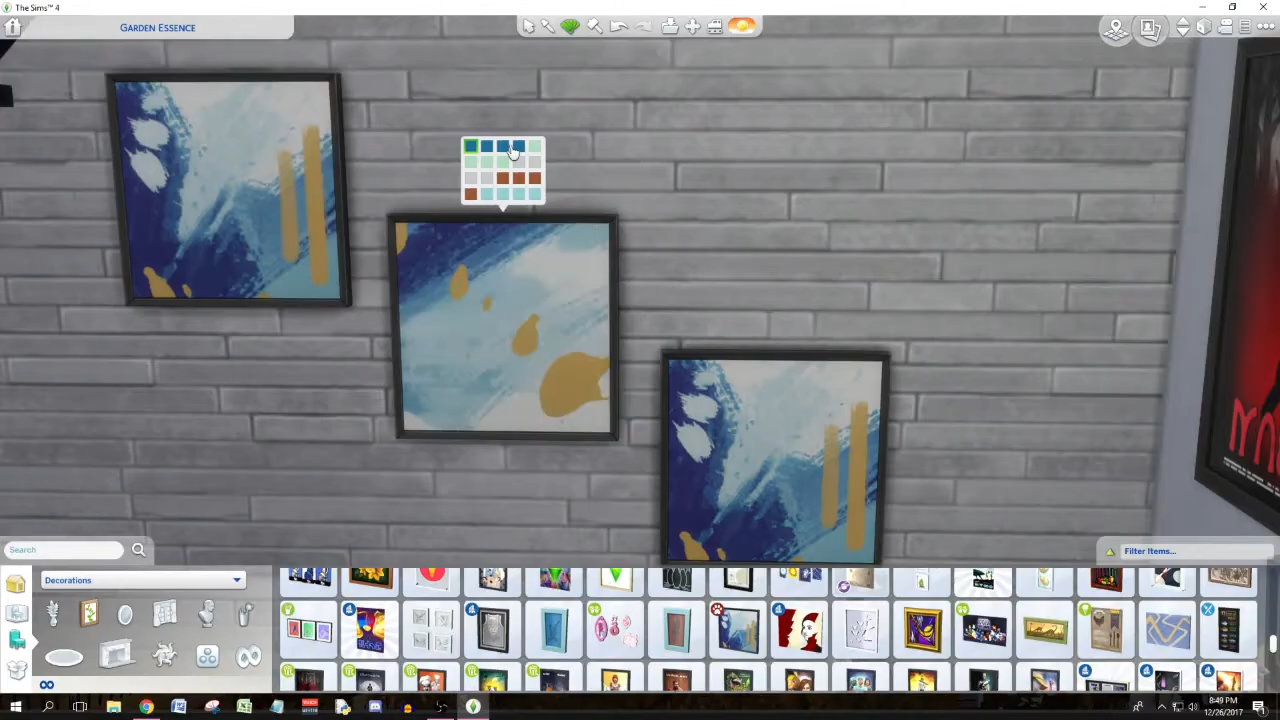 The Sims™ 4
GARDEN ESSENCE
Search
Filter Items...
Decorations
8:49 PM
12/26/2017